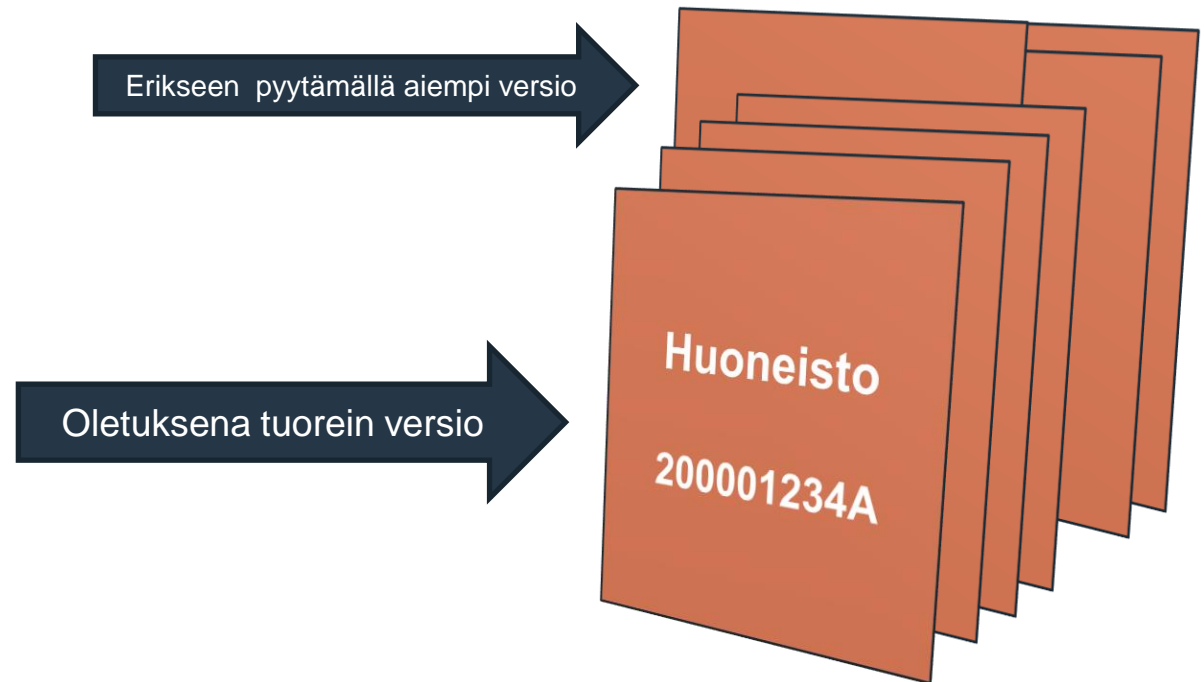 Erikseen  pyytämällä aiempi versio
Oletuksena tuorein versio
Huoneisto
200001234A